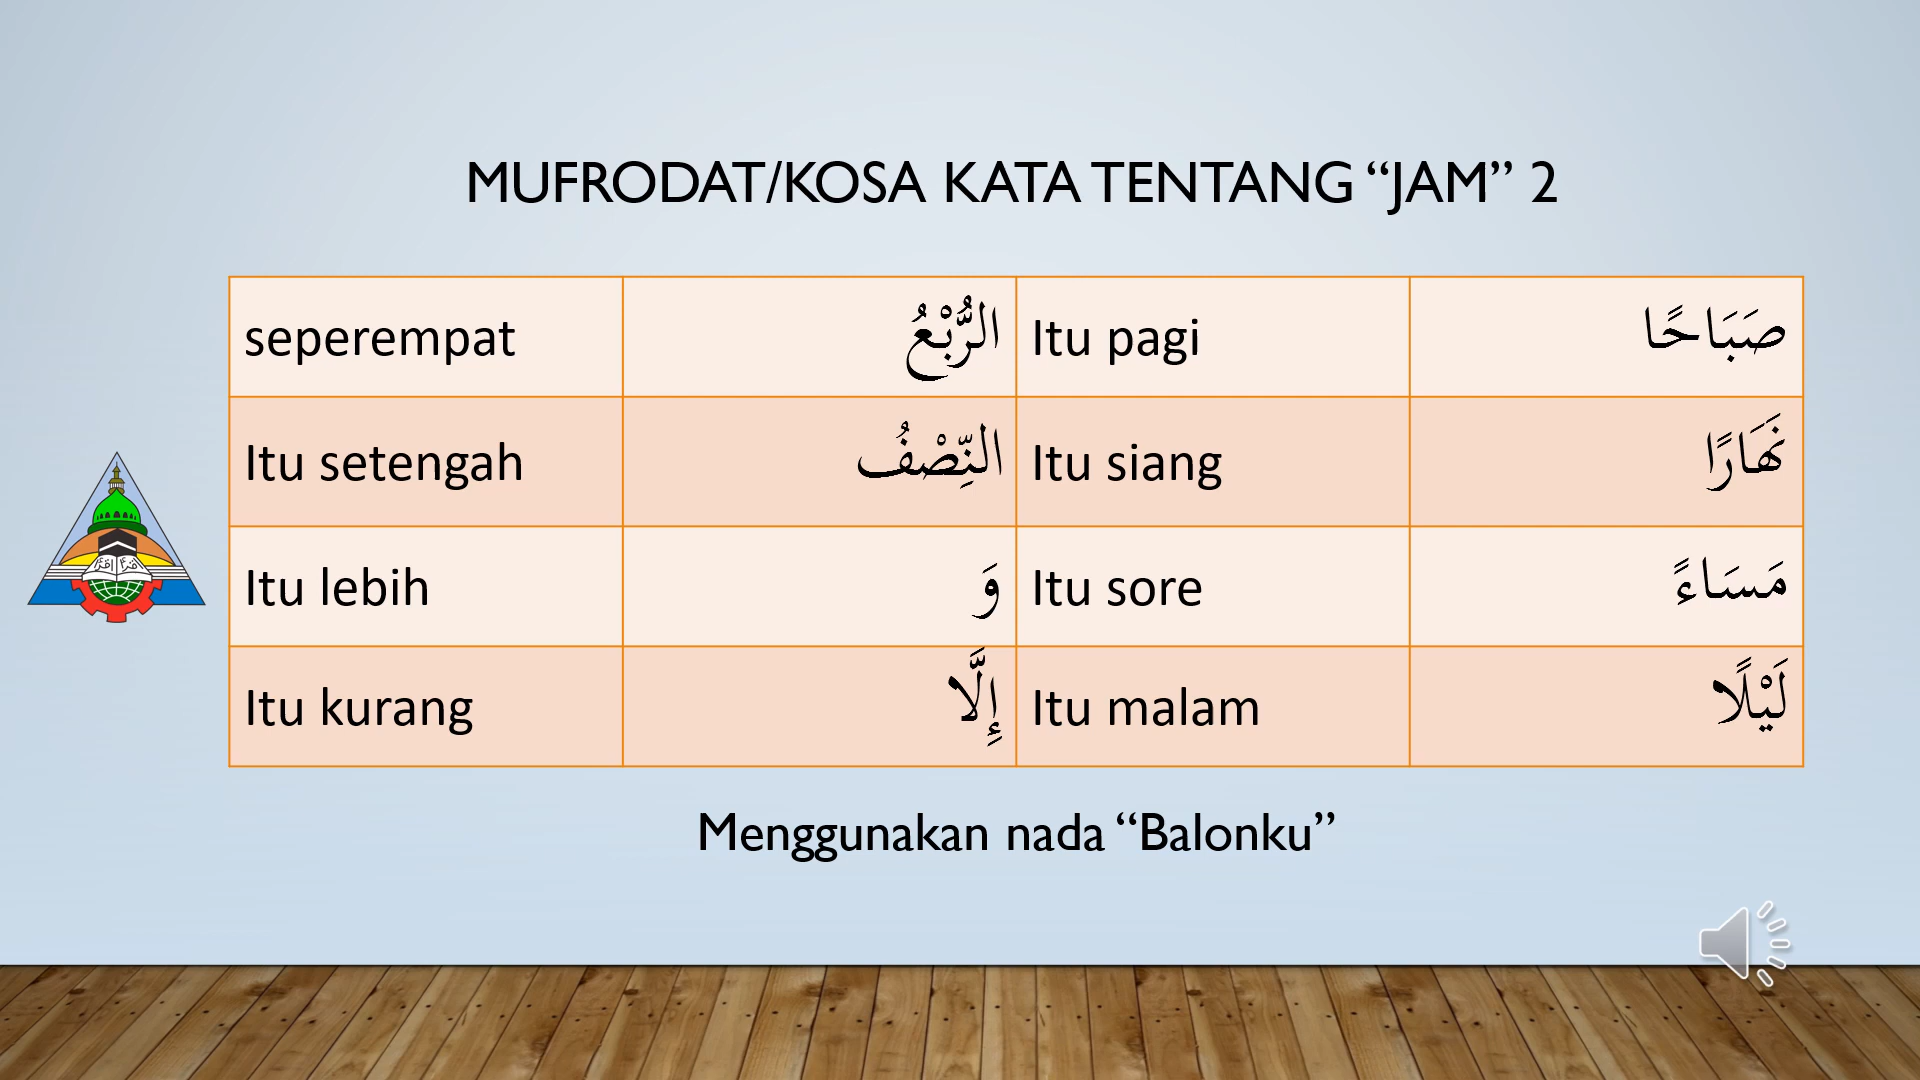 MUFRODAT/KOSA KATA TENTANG “JAM” 2
seperempat الرُّبْعُ Itu pagi صَبَاحًا
Itu setengah النِّصْفُ Itu siang نَهَارًا
Itu lebih وَ Itu sore مَسَاءً
Itu kurang إِلَّا Itu malam لَيْلًا
Menggunakan nada “Balonku”